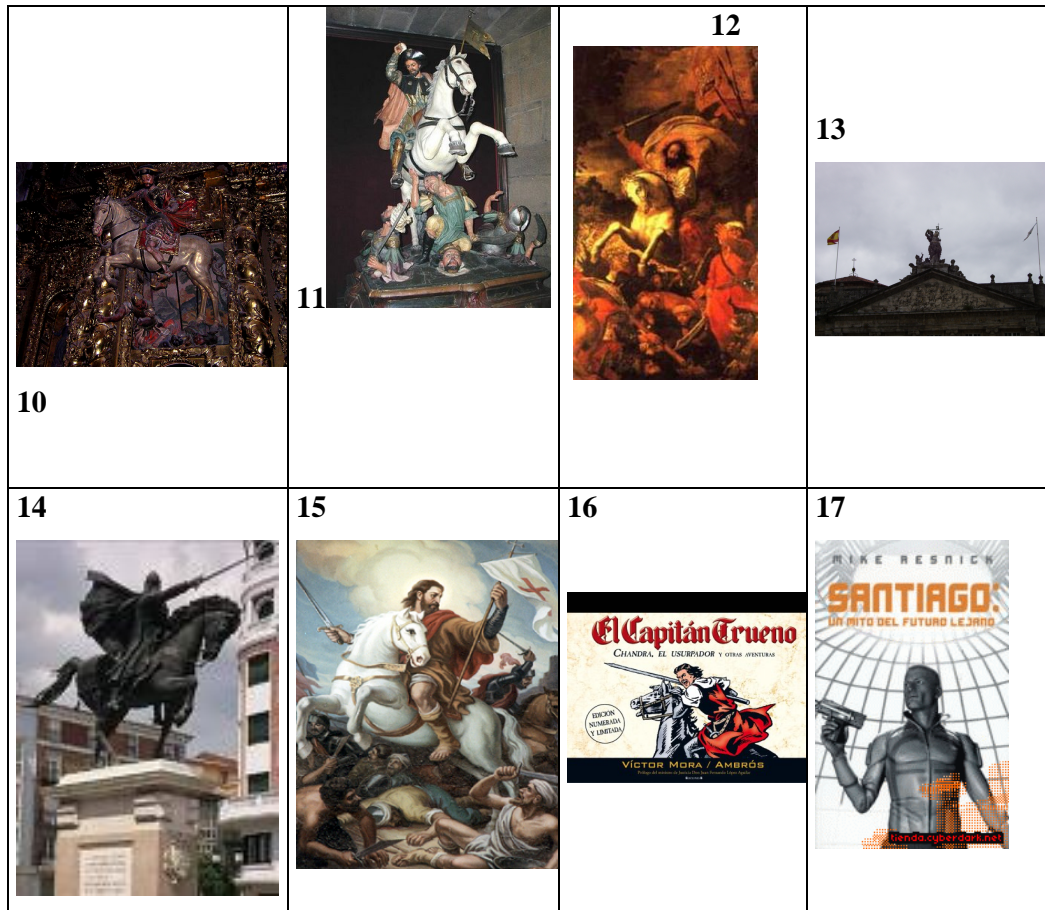 12
13
11
10
14
15
16
17
El Capitán Trueno
CHANDRA, EL USURPADOR Y OTRAS AVENTURAS
EDICION
NUMERADA
Y LIMITADA
VÍCTOR MORA / AMBRÓS
MIKE RESNICK
SANTIAGO:
UN MITO DEL FUTURO LEJANO
tienda.cyberdark.net